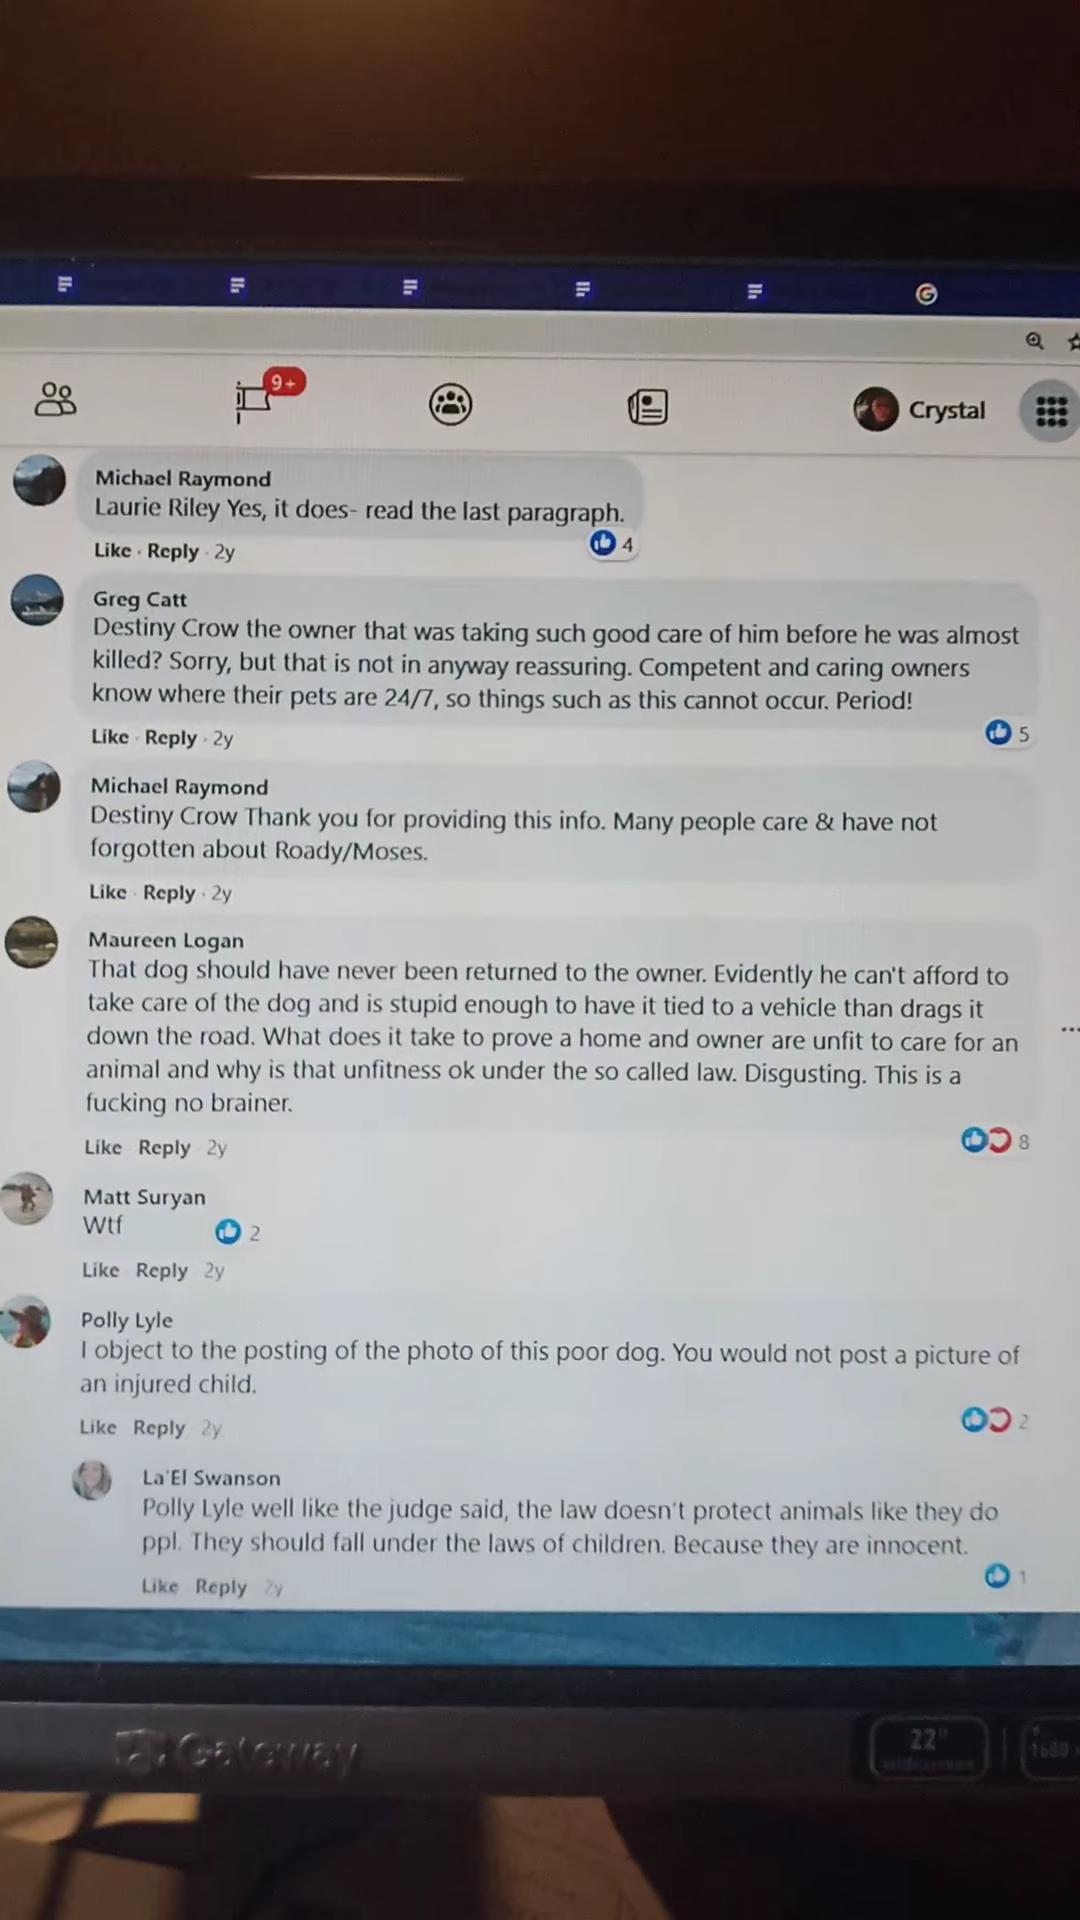 9+
Crystal
Michael Raymond
Laurie Riley Yes, it does- read the last paragraph.
Like · Reply · 2y
4
Greg Catt
Destiny Crow the owner that was taking such good care of him before he was almost
killed? Sorry, but that is not in anyway reassuring. Competent and caring owners
know where their pets are 24/7, so things such as this cannot occur. Period!
Like · Reply · 2y
5
Michael Raymond
Destiny Crow Thank you for providing this info. Many people care & have not
forgotten about Roady/Moses.
Like · Reply · 2y
Maureen Logan
That dog should have never been returned to the owner. Evidently he can't afford to
take care of the dog and is stupid enough to have it tied to a vehicle than drags it
down the road. What does it take to prove a home and owner are unfit to care for an
animal and why is that unfitness ok under the so called law. Disgusting. This is a
fucking no brainer.
Like Reply 2y
8
Matt Suryan
Wtf
2
Like Reply 2y
Polly Lyle
I object to the posting of the photo of this poor dog. You would not post a picture of
an injured child.
Like Reply 2y
2
La'El Swanson
Polly Lyle well like the judge said, the law doesn't protect animals like they do
ppl. They should fall under the laws of children. Because they are innocent.
Like Reply 2y
1
Gateway
22"
widescreen